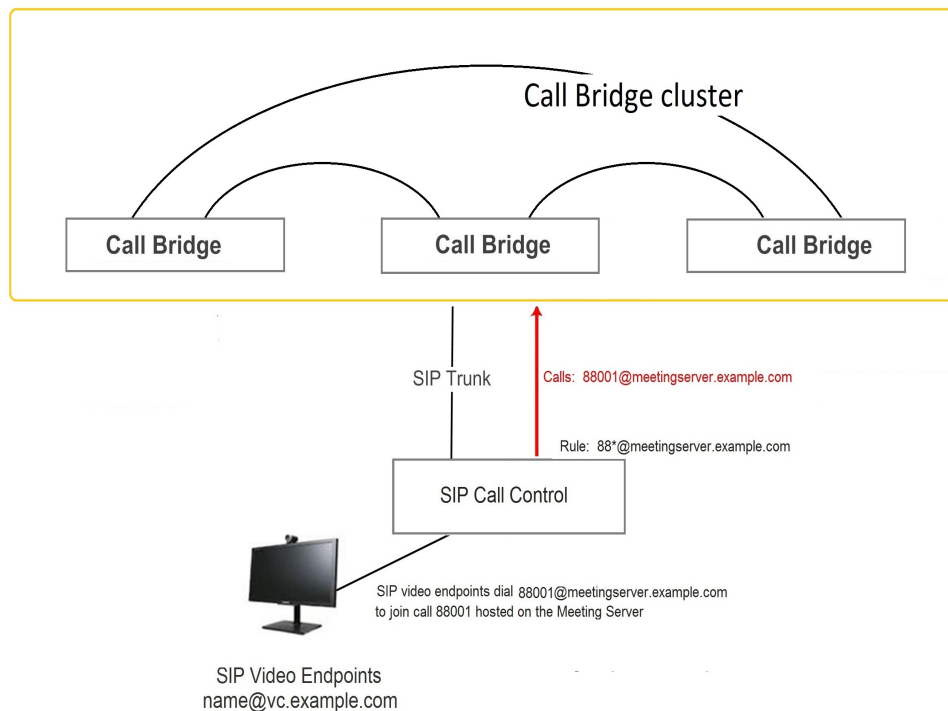 Call Bridge cluster
Call Bridge
Call Bridge
Call Bridge
SIP Trunk
Calls: 88001@meetingserver.example.com
Rule: 88*@meetingserver.example.com
SIP Call Control
SIP video endpoints dial 88001@meetingserver.example.com
to join call 88001 hosted on the Meeting Server
SIP Video Endpoints
name@vc.example.com